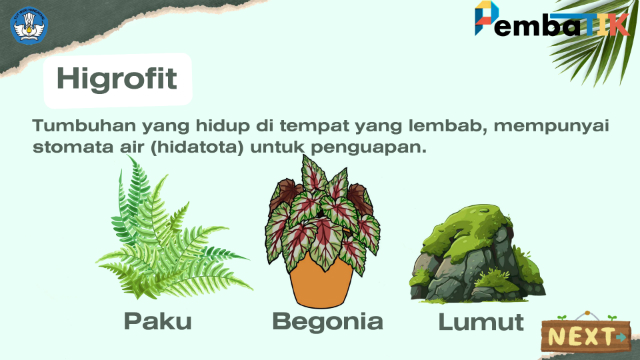 PembaTIK
Higrofit
Tumbuhan yang hidup di tempat yang lembab, mempunyai
stomata air (hidatota) untuk penguapan.
Paku
Begonia
Lumut
NEXT